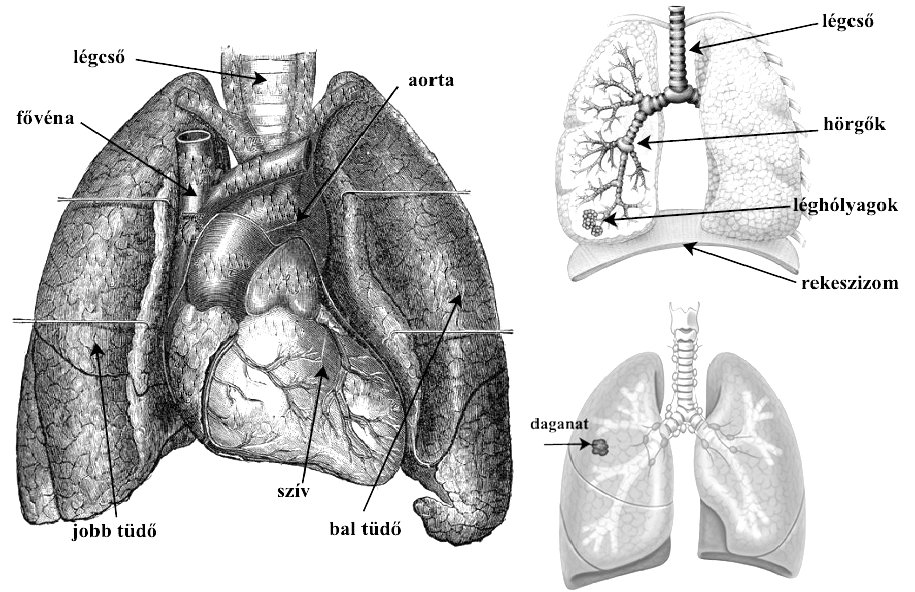 légcső
aorta
fővéna
jobb tüdő
szív
bal tüdő
légcső
hörgők
léghólyagok
rekeszizom
daganat